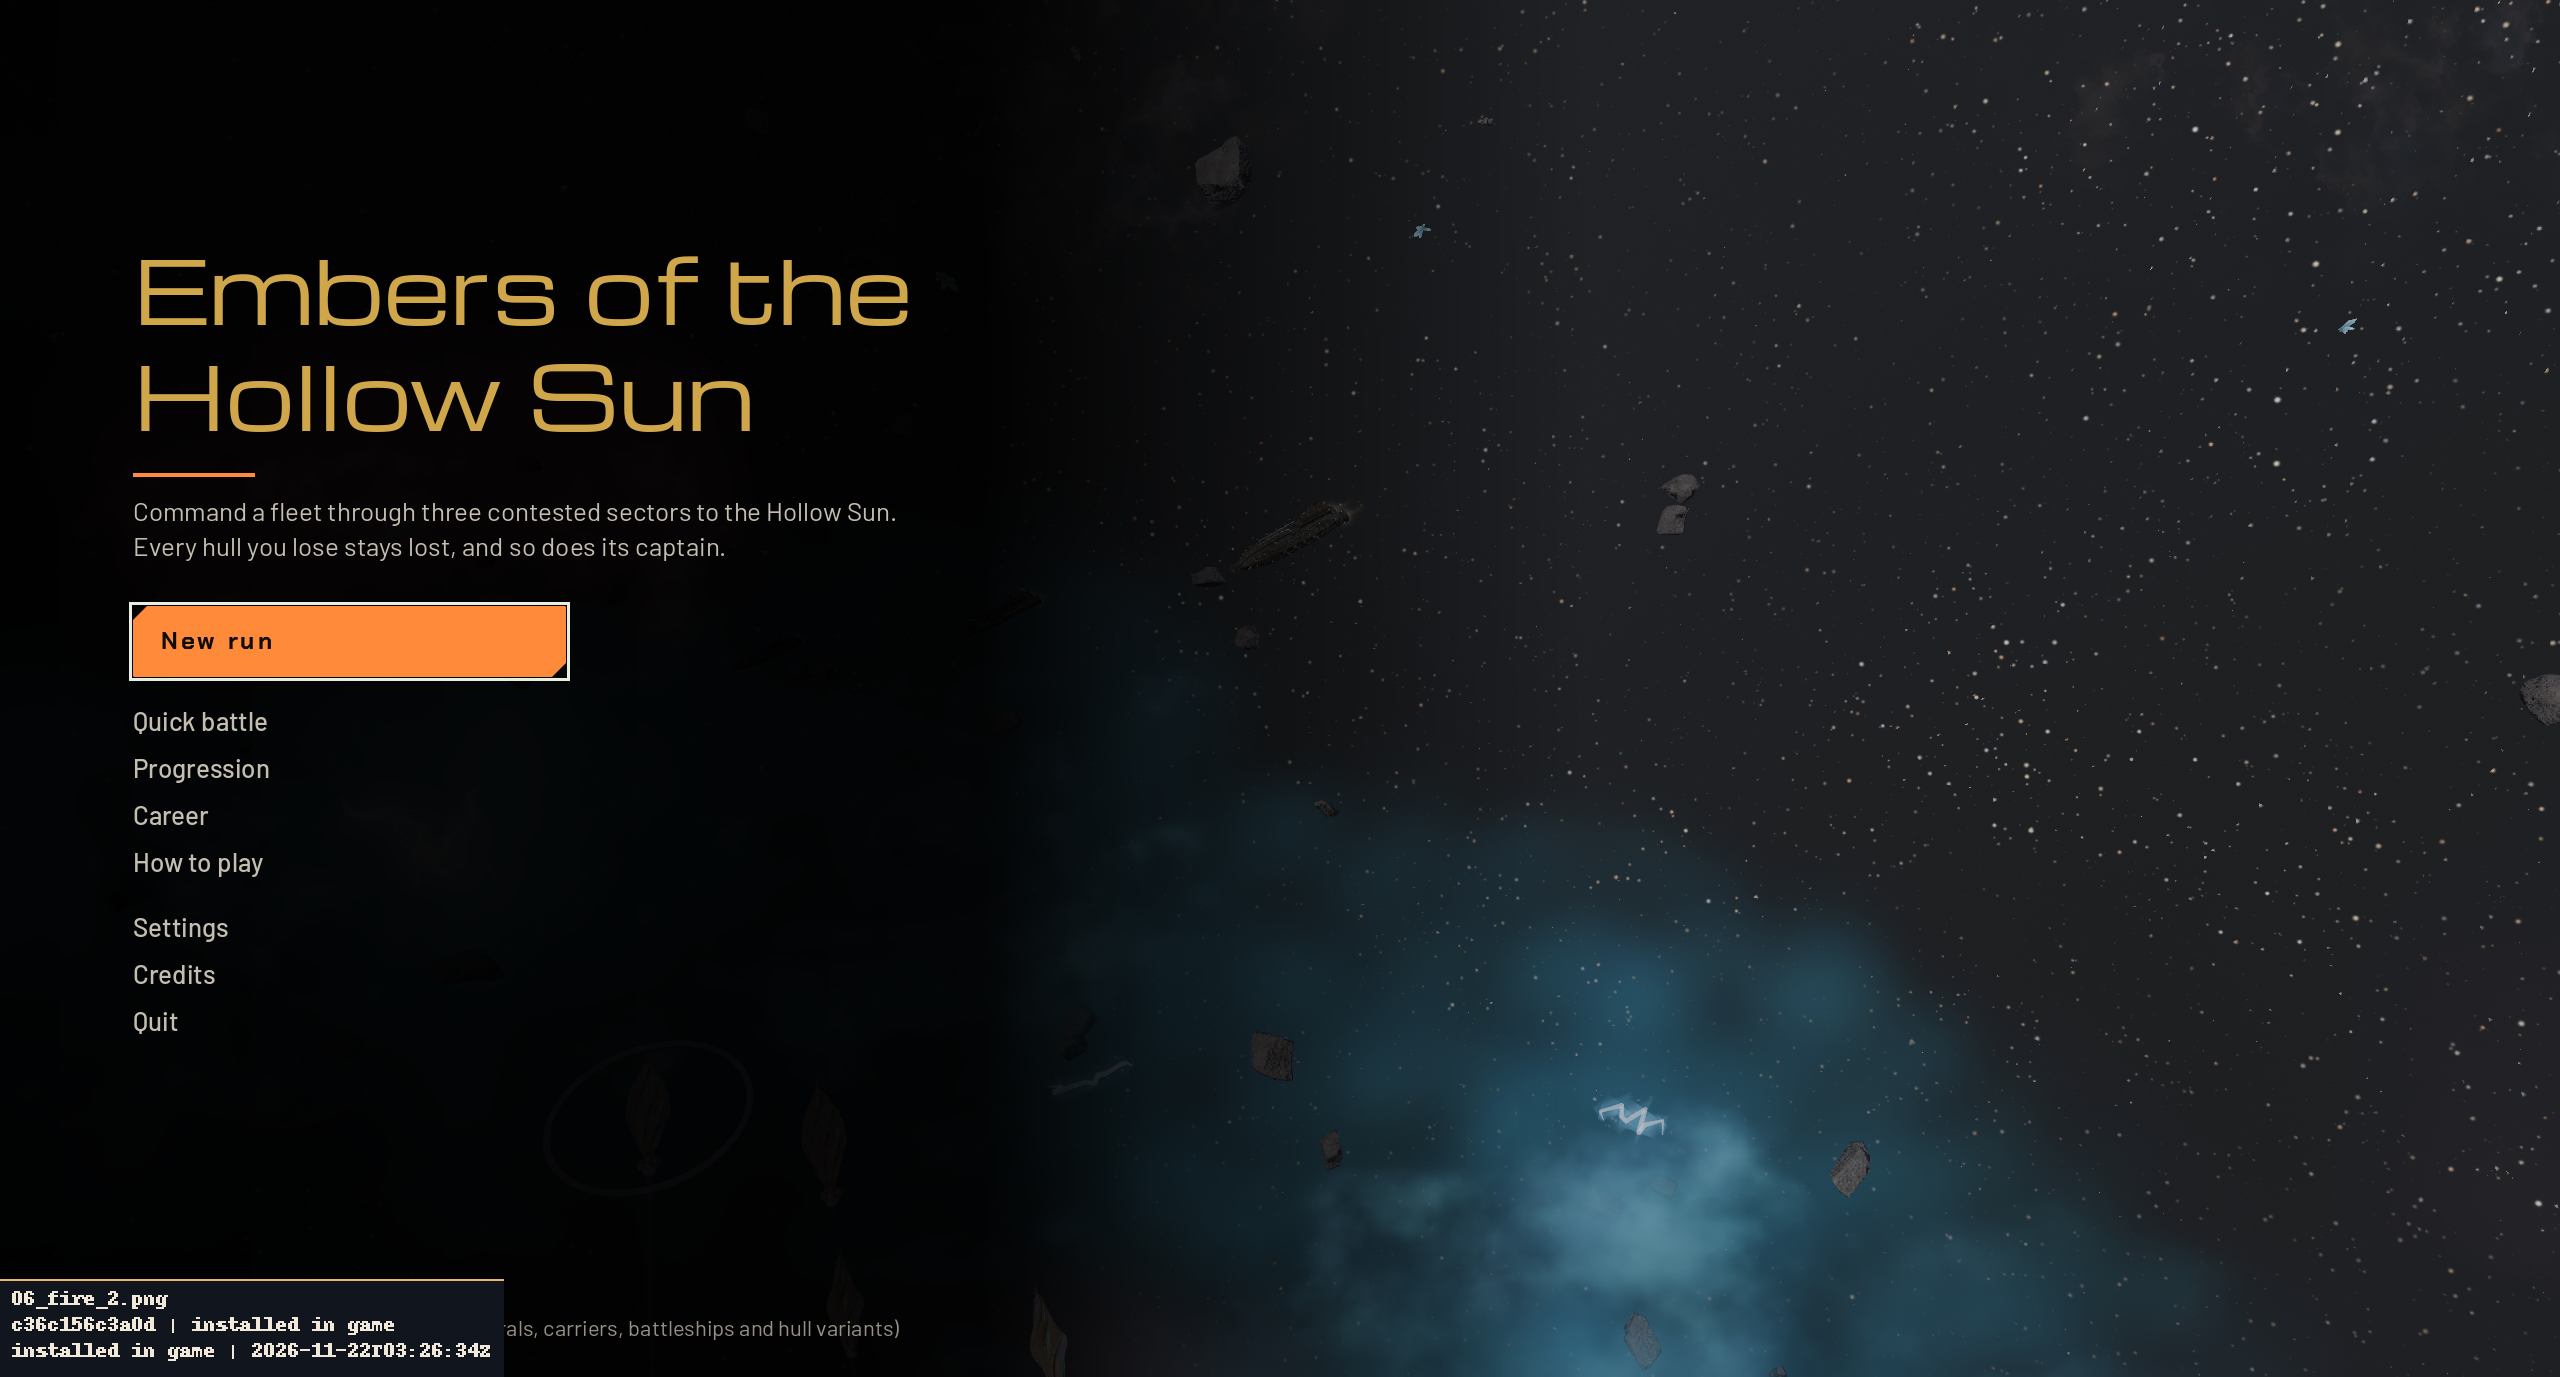 Embers of the
Hollow Sun
Command a fleet through three contested sectors to the Hollow Sun.
Every hull you lose stays lost, and so does its captain.
New run
Quick battle
Progression
Career
How to play
Settings
Credits
Quit
carriers, battleships and hull variants)
06_fire_2.png
c36c156c3a0d | installed in game
installed in game | 2026-11-22T03:26:34Z